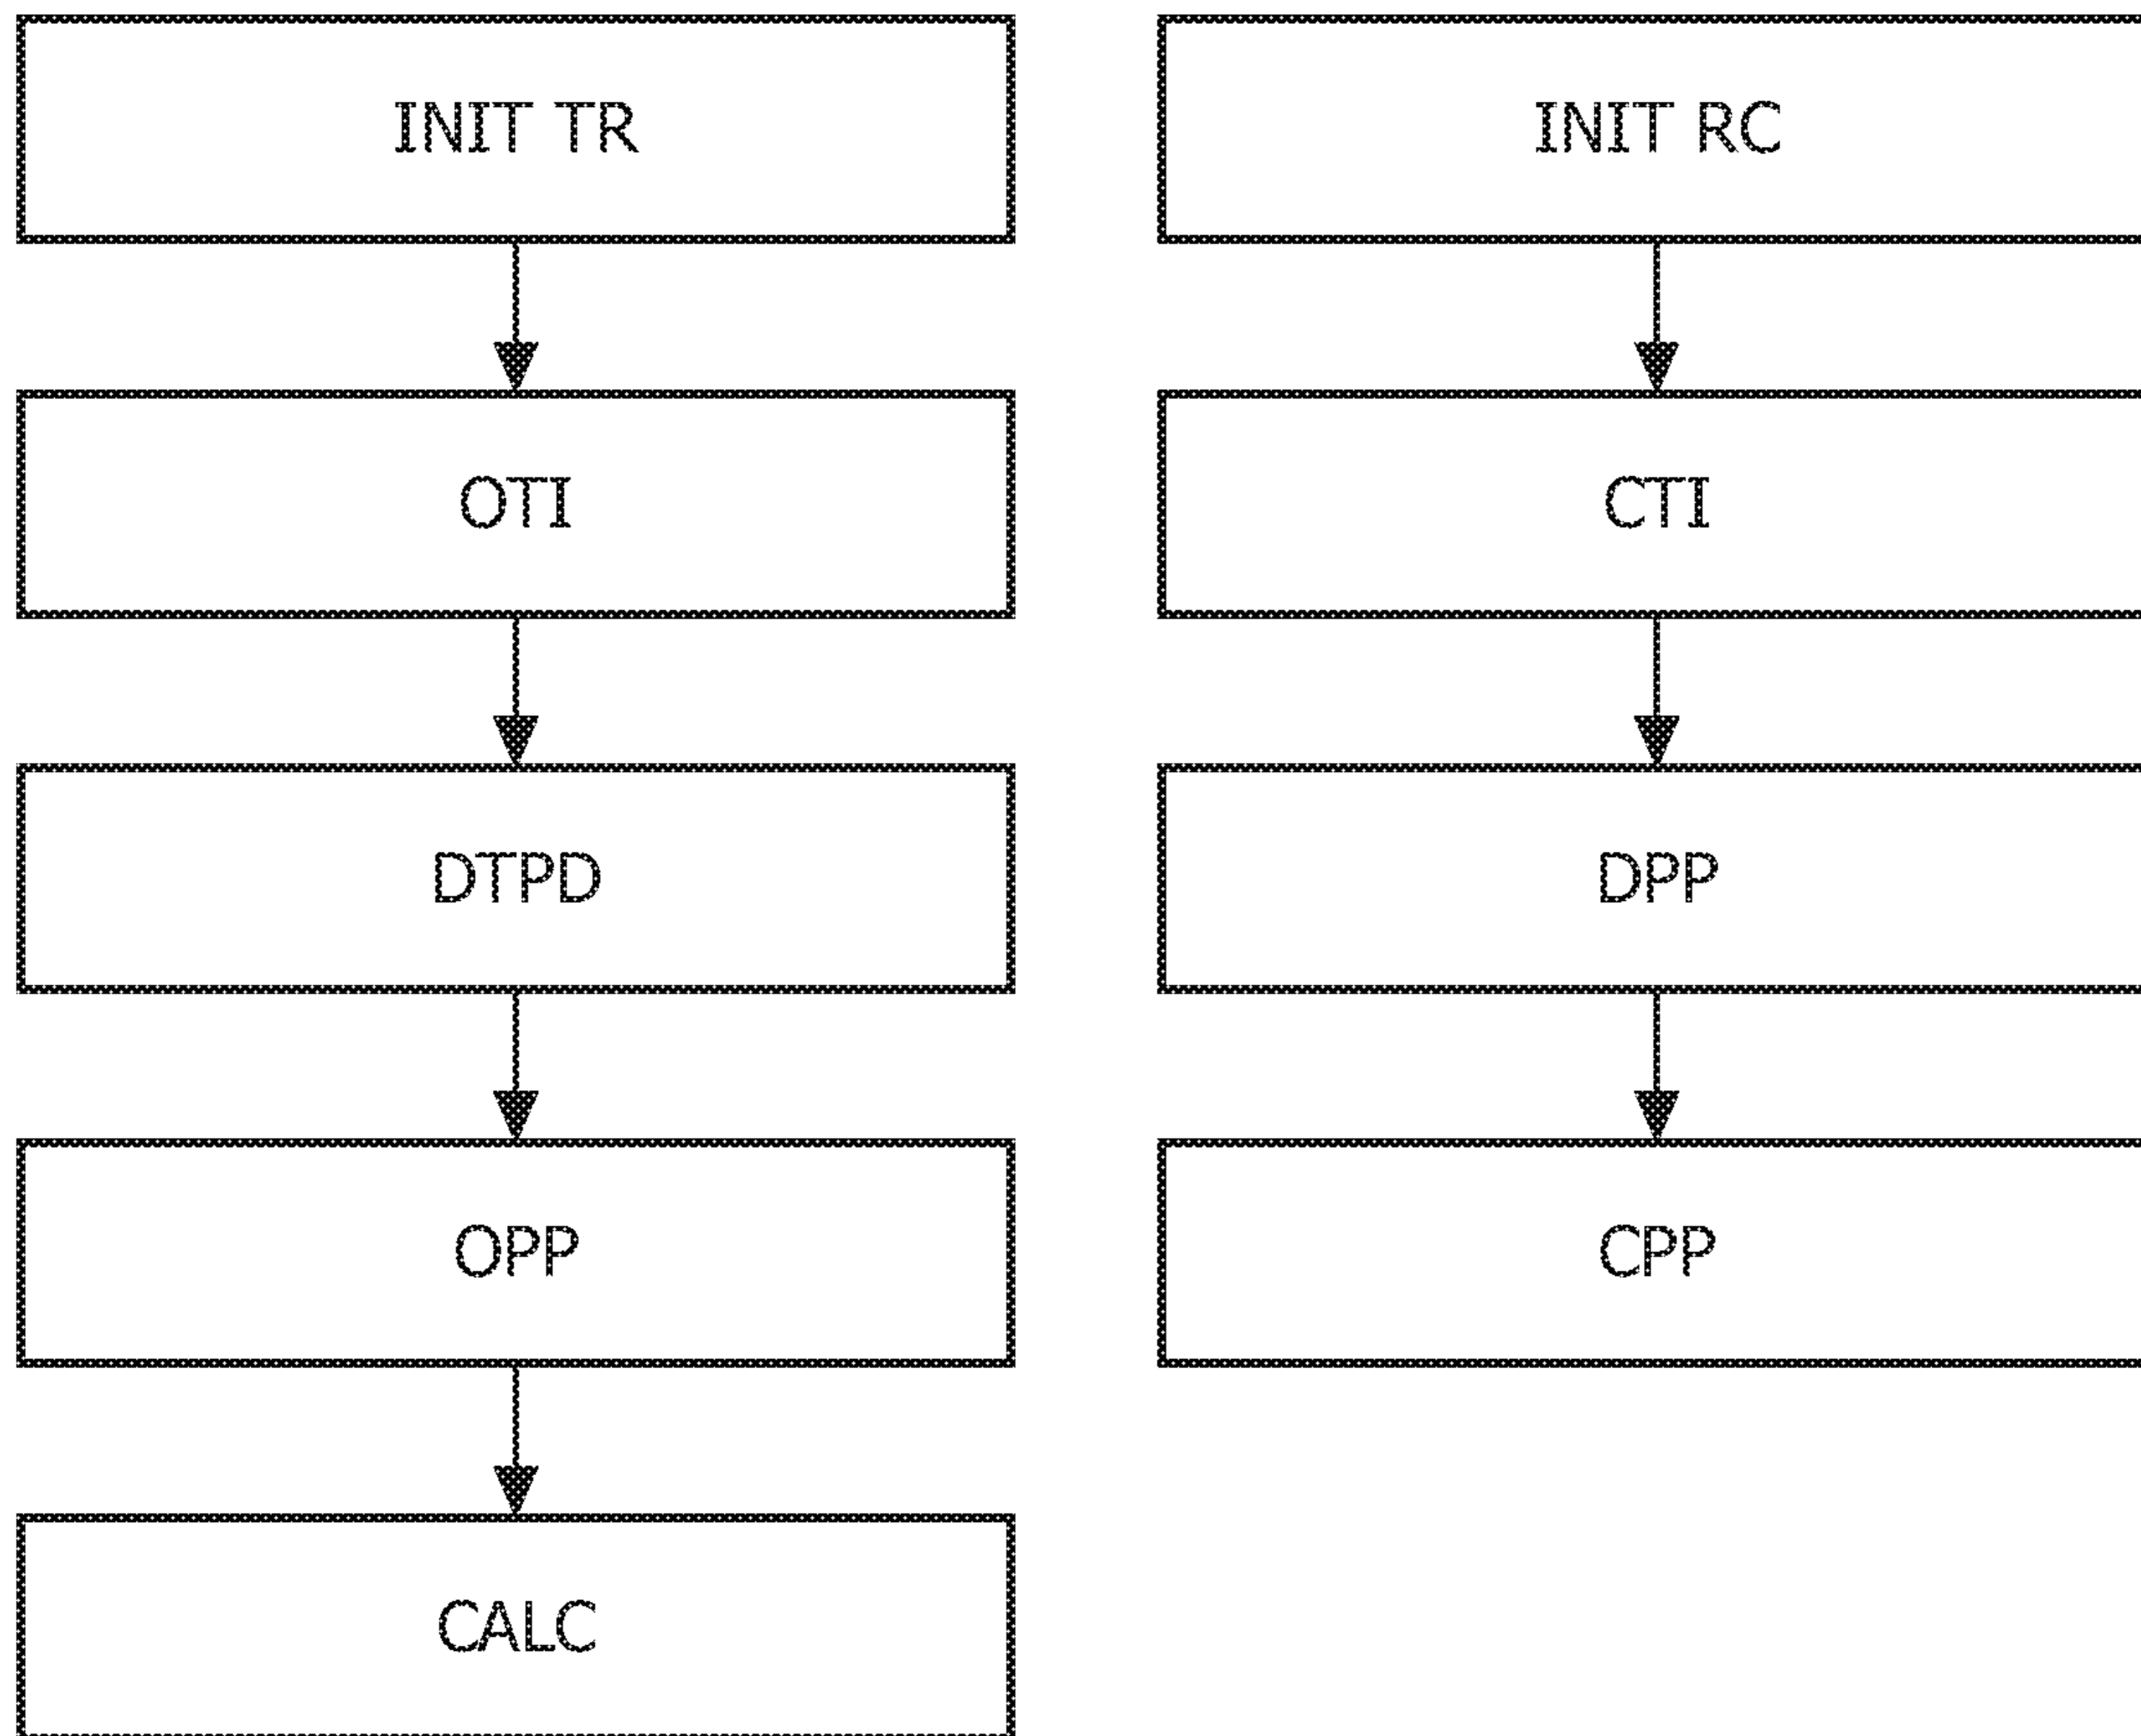 INIT TR
INIT RC
OTI
CTI
DTPD
DPP
OPP
CPP
CALC